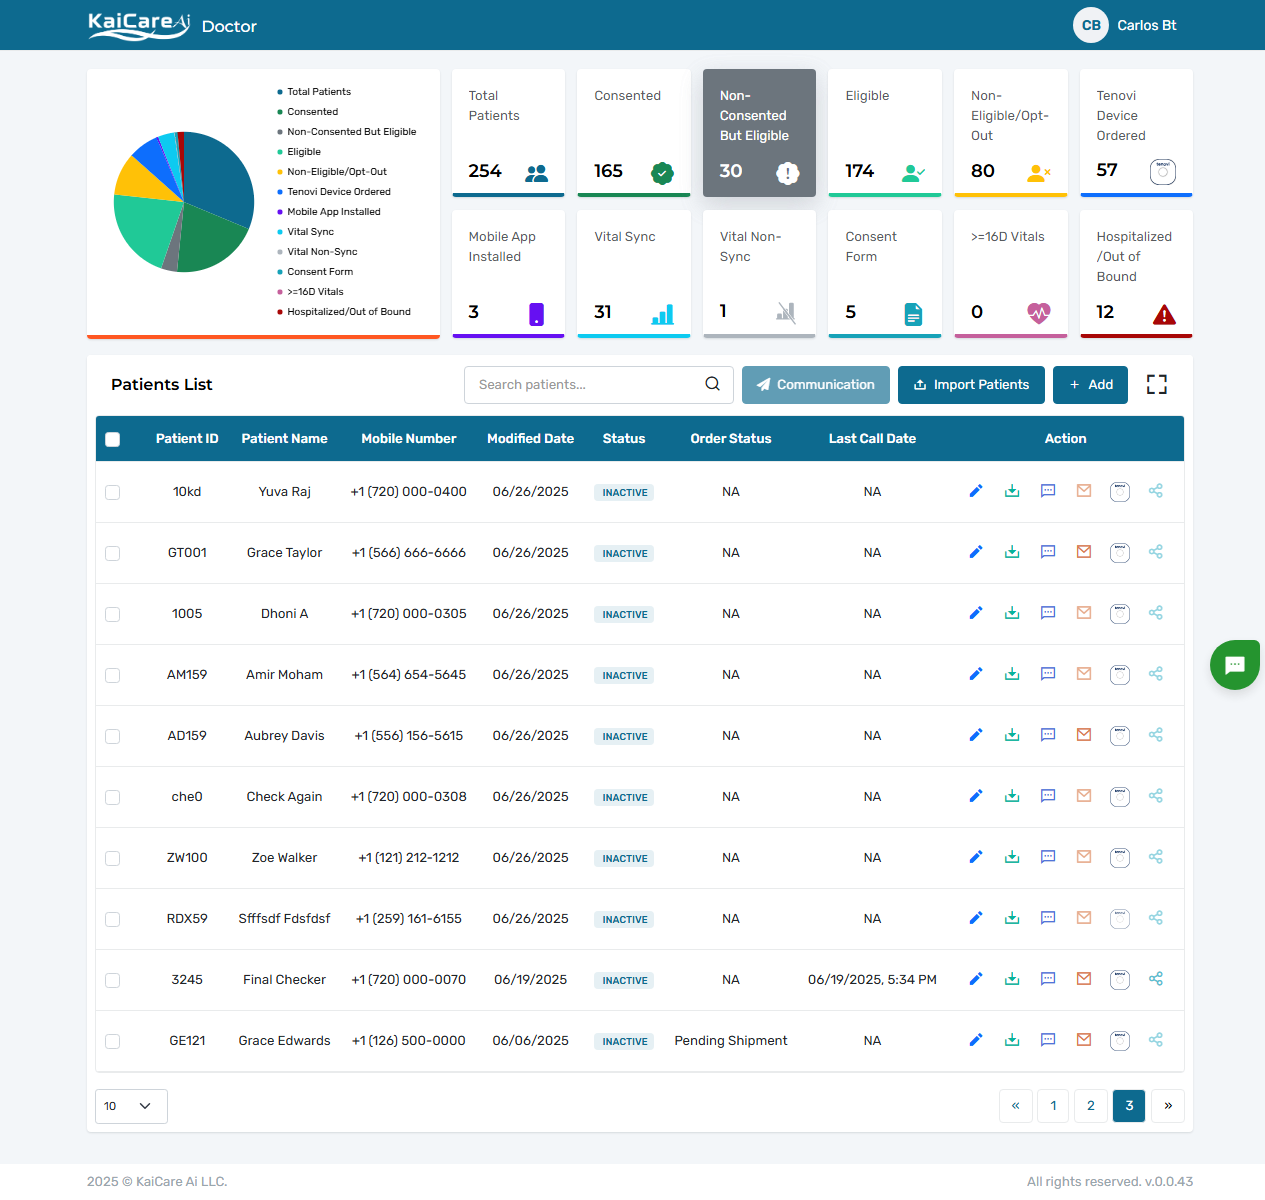 KaiCare Ai Doctor
CB Carlos Bt
Total Patients
Consented
Non-Consented But Eligible
Eligible
Non-Eligible/Opt-Out
Tenovi Device Ordered
Mobile App Installed
Vital Sync
Vital Non-Sync
Consent Form
>=16D Vitals
Hospitalized/Out of Bound
Total
Patients
254
Consented
165
Non-
Consented
But Eligible
30
Eligible
174
Non-
Eligible/Opt-
Out
80
Tenovi
Device
Ordered
57
tenovi
Mobile App
Installed
3
Vital Sync
31
Vital Non-
Sync
1
Consent
Form
5
>=16D Vitals
0
Hospitalized
/Out of
Bound
12
Patients List
Search patients...
Communication
Import Patients
+ Add
Patient ID Patient Name Mobile Number Modified Date Status Order Status Last Call Date Action
10kd Yuva Raj +1 (720) 000-0400 06/26/2025 INACTIVE NA NA
GT001 Grace Taylor +1 (566) 666-6666 06/26/2025 INACTIVE NA NA
1005 Dhoni A +1 (720) 000-0305 06/26/2025 INACTIVE NA NA
AM159 Amir Moham +1 (564) 654-5645 06/26/2025 INACTIVE NA NA
AD159 Aubrey Davis +1 (556) 156-5615 06/26/2025 INACTIVE NA NA
che0 Check Again +1 (720) 000-0308 06/26/2025 INACTIVE NA NA
ZW100 Zoe Walker +1 (121) 212-1212 06/26/2025 INACTIVE NA NA
RDX59 Sfffsdf Fdsfdsf +1 (259) 161-6155 06/26/2025 INACTIVE NA NA
3245 Final Checker +1 (720) 000-0070 06/19/2025 INACTIVE NA 06/19/2025, 5:34 PM
GE121 Grace Edwards +1 (126) 500-0000 06/06/2025 INACTIVE Pending Shipment NA
10
« 1 2 3 »
2025 © KaiCare Ai LLC.
All rights reserved. v.0.0.43